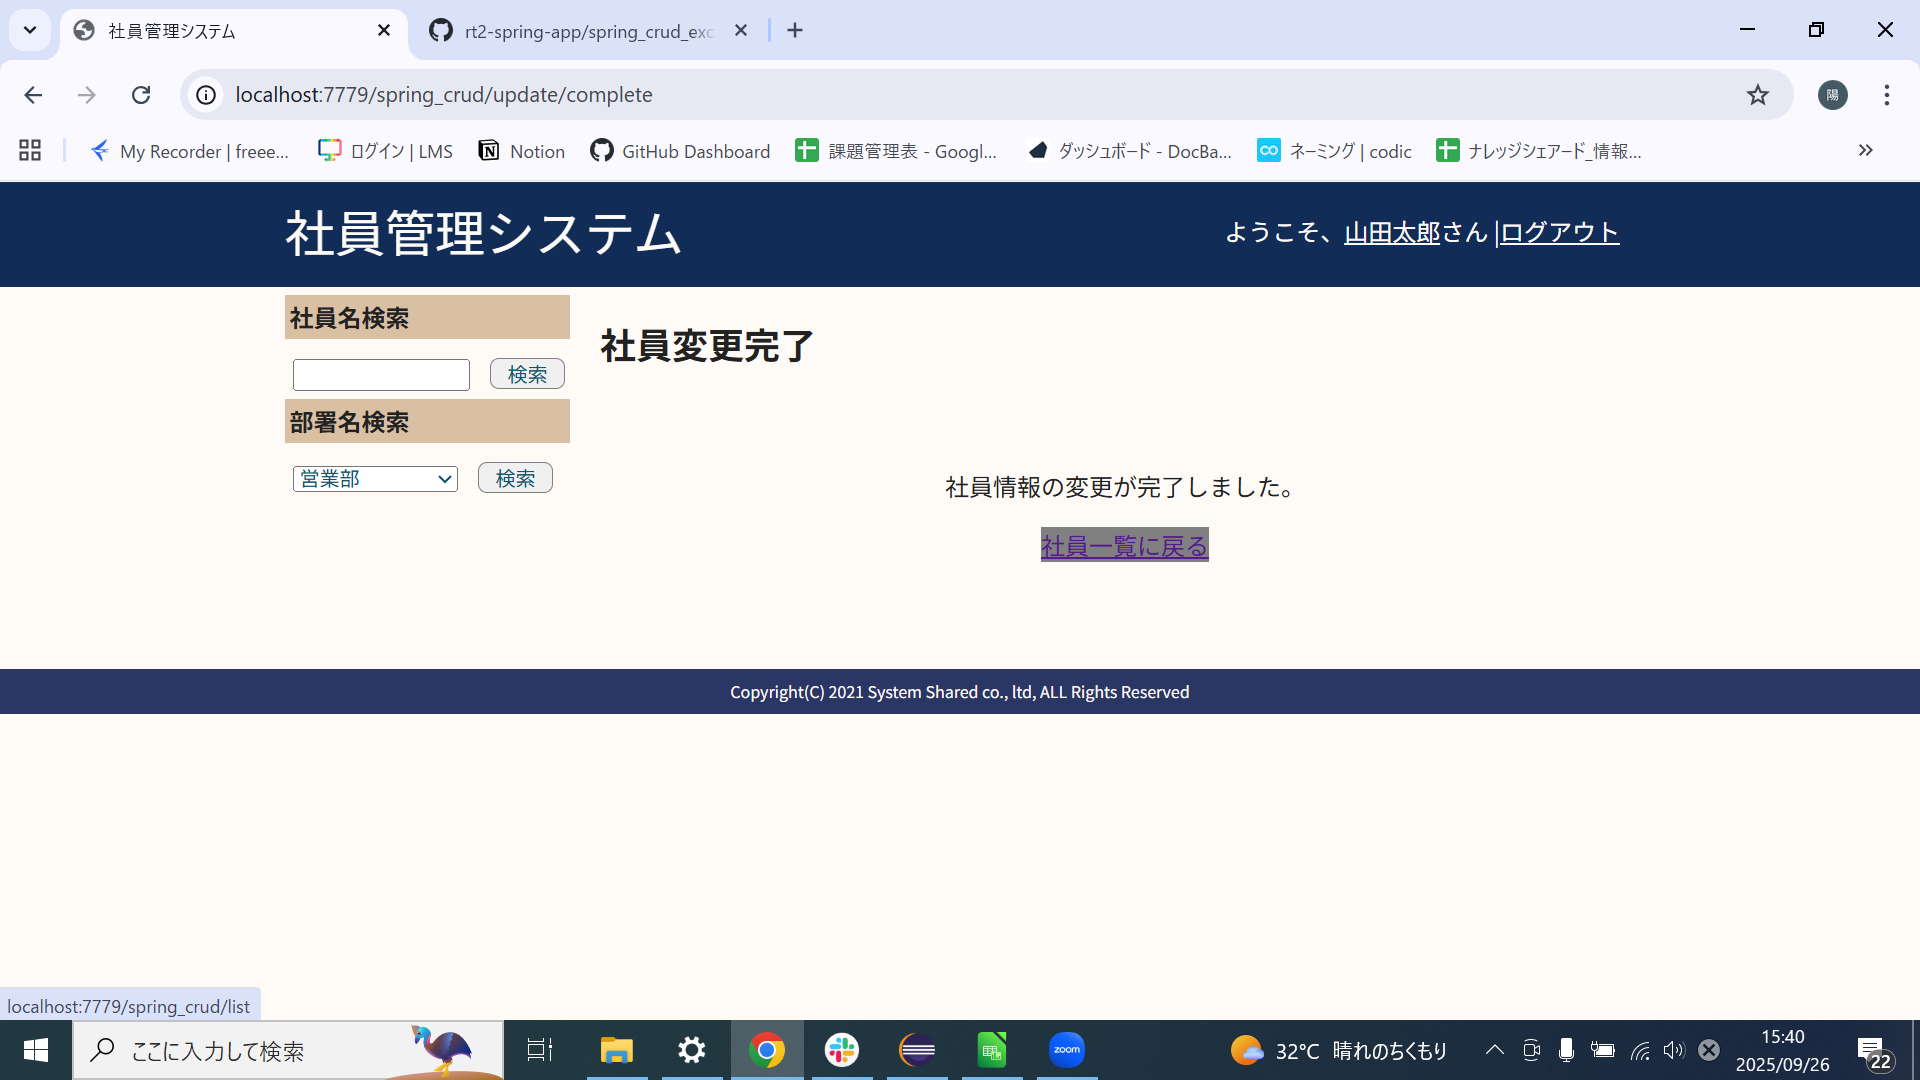 社員管理システム
rt2-spring-app/spring_crud_exc
localhost:7779/spring_crud/update/complete
陽
My Recorder | freee...
ログイン | LMS
Notion
GitHub Dashboard
課題管理表 - Googl...
ダッシュボード - DocBa...
ネーミング | codic
ナレッジシェアード_情報...
社員管理システム
ようこそ、山田太郎さん |ログアウト
社員名検索
検索
部署名検索
営業部
検索
社員変更完了
社員情報の変更が完了しました。
社員一覧に戻る
Copyright(C) 2021 System Shared co., ltd, ALL Rights Reserved
localhost:7779/spring_crud/list
ここに入力して検索
zoom
32°C 晴れのちくもり
15:40
2025/09/26
22